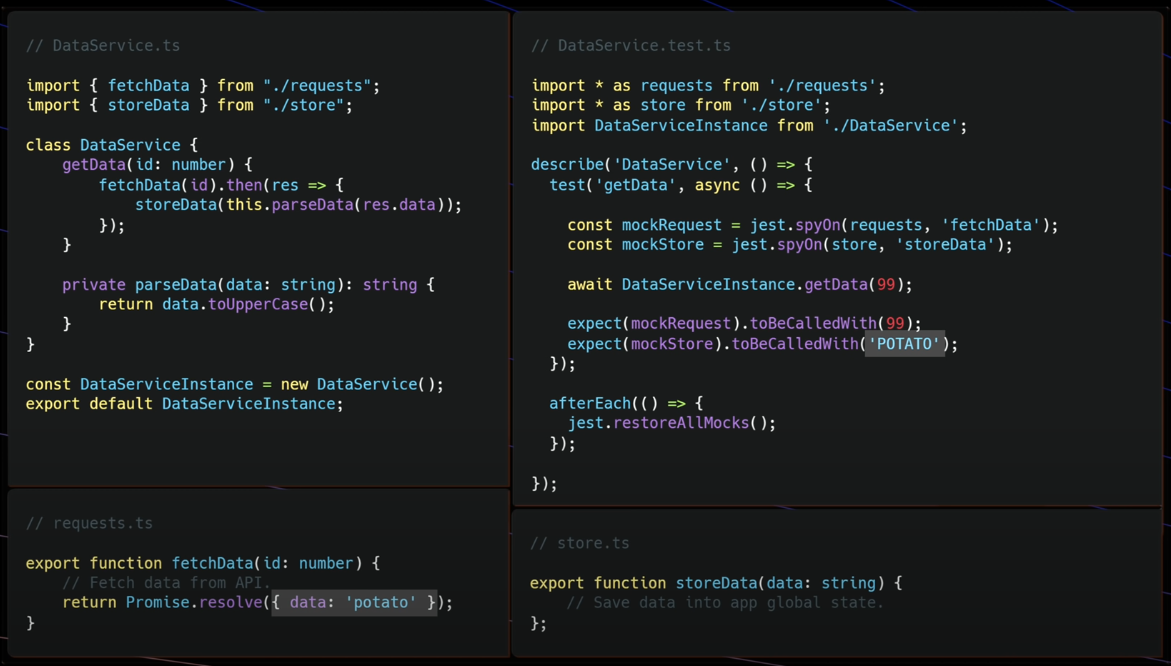 // DataService.ts
import { fetchData } from "./requests";
import { storeData } from "./store";
class DataService {
    getData(id: number) {
        fetchData(id).then(res => {
            storeData(this.parseData(res.data));
        });
    }
    private parseData(data: string): string {
        return data.toUpperCase();
    }
}
const DataServiceInstance = new DataService();
export default DataServiceInstance;
// DataService.test.ts
import * as requests from './requests';
import * as store from './store';
import DataServiceInstance from './DataService';
describe('DataService', () => {
  test('getData', async () => {
    const mockRequest = jest.spyOn(requests, 'fetchData');
    const mockStore = jest.spyOn(store, 'storeData');
    await DataServiceInstance.getData(99);
    expect(mockRequest).toBeCalledWith(99);
    expect(mockStore).toBeCalledWith('POTATO');
  });
  afterEach(() => {
    jest.restoreAllMocks();
  });
});
// requests.ts
export function fetchData(id: number) {
    // Fetch data from API.
    return Promise.resolve({ data: 'potato' });
}
// store.ts
export function storeData(data: string) {
    // Save data into app global state.
};